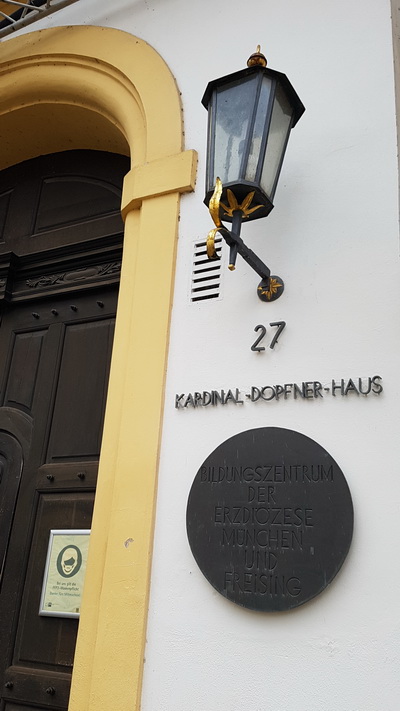 27
KARDINAL-DÖPFNER-HAUS
BILDUNGSZENTRUM
DER
ERZDIÖZESE
MÜNCHEN
UND
FREISING